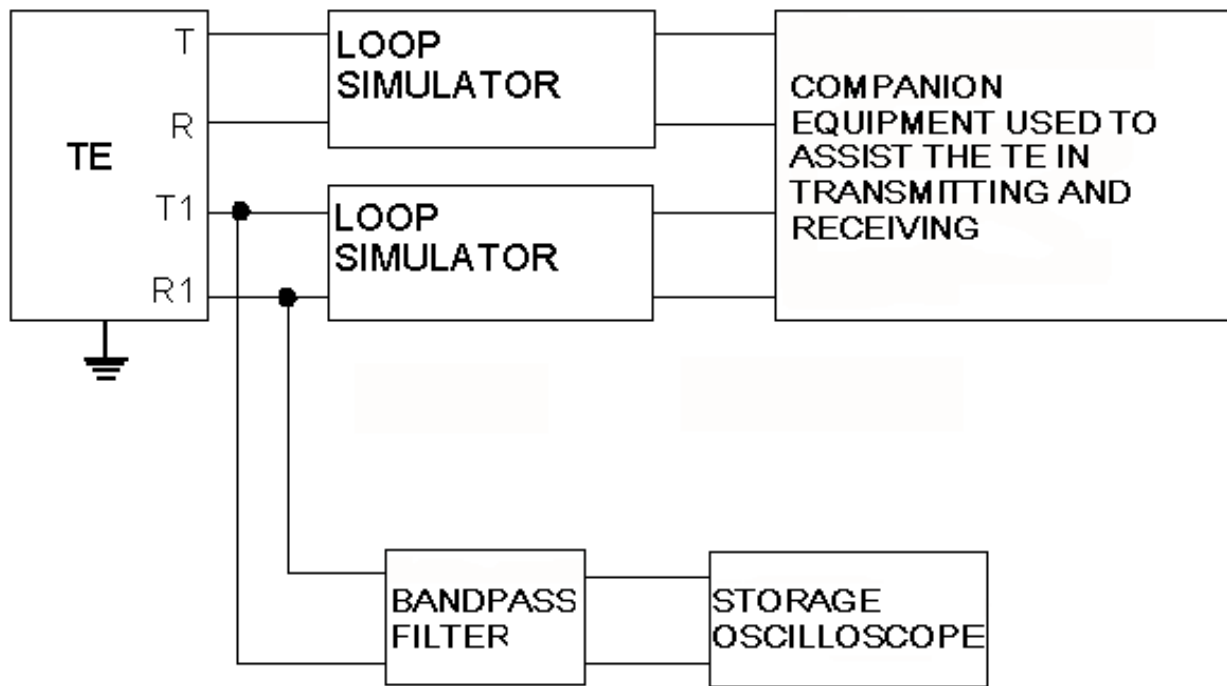 T
R
TE
T1
R1
LOOP
SIMULATOR
LOOP
SIMULATOR
COMPANION
EQUIPMENT USED TO
ASSIST THE TE IN
TRANSMITTING AND
RECEIVING
BANDPASS
FILTER
STORAGE
OSCILLOSCOPE